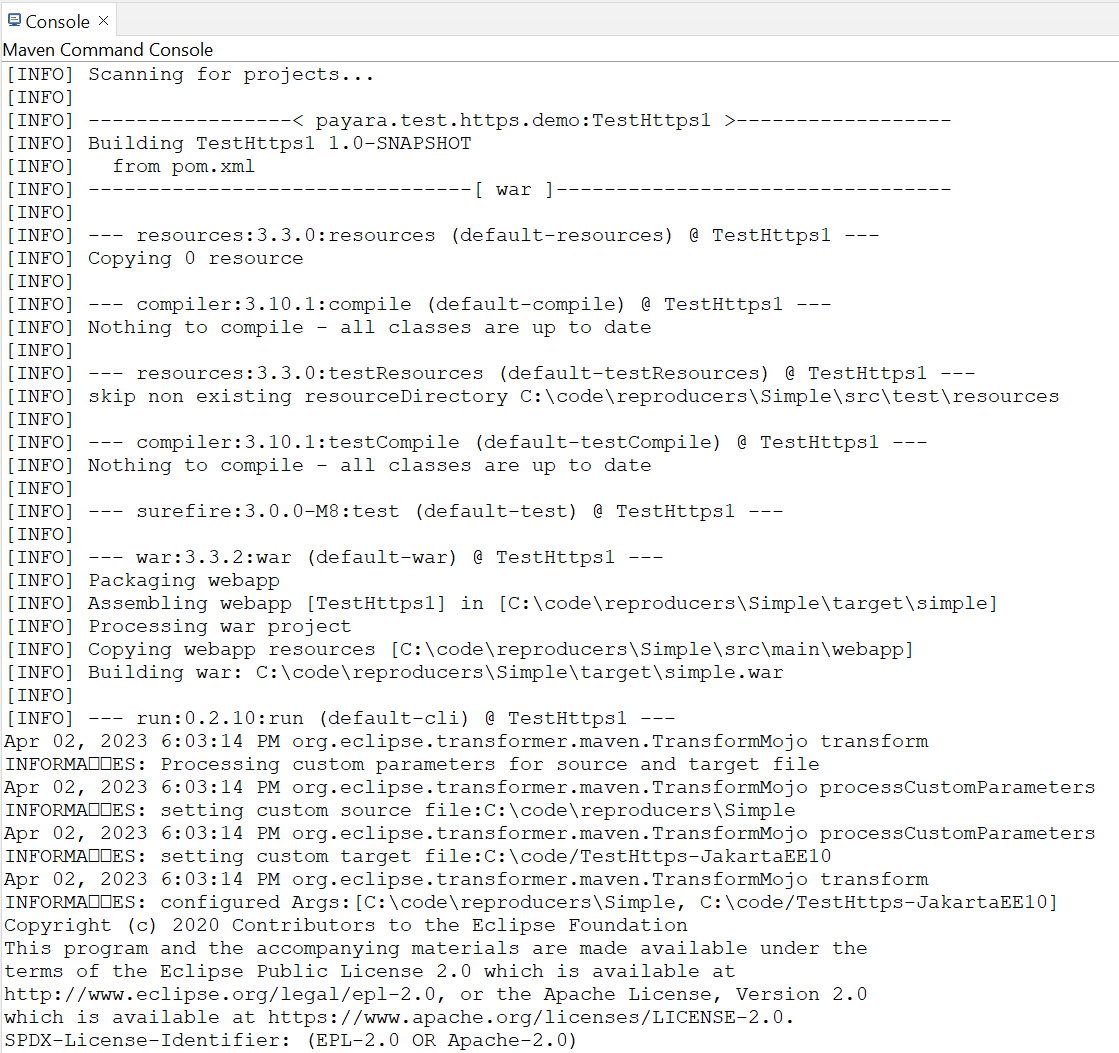 Console
Maven Command Console
[INFO] Scanning for projects...
[INFO]
[INFO] -----------------< payara.test.https.demo:TestHttps1 >------------------
[INFO] Building TestHttps1 1.0-SNAPSHOT
[INFO]   from pom.xml
[INFO] --------------------------------[ war ]---------------------------------
[INFO]
[INFO] --- resources:3.3.0:resources (default-resources) @ TestHttps1 ---
[INFO] Copying 0 resource
[INFO]
[INFO] --- compiler:3.10.1:compile (default-compile) @ TestHttps1 ---
[INFO] Nothing to compile - all classes are up to date
[INFO]
[INFO] --- resources:3.3.0:testResources (default-testResources) @ TestHttps1 ---
[INFO] skip non existing resourceDirectory C:\code\reproducers\Simple\src\test\resources
[INFO]
[INFO] --- compiler:3.10.1:testCompile (default-testCompile) @ TestHttps1 ---
[INFO] Nothing to compile - all classes are up to date
[INFO]
[INFO] --- surefire:3.0.0-M8:test (default-test) @ TestHttps1 ---
[INFO]
[INFO] --- war:3.3.2:war (default-war) @ TestHttps1 ---
[INFO] Packaging webapp
[INFO] Assembling webapp [TestHttps1] in [C:\code\reproducers\Simple\target\simple]
[INFO] Processing war project
[INFO] Copying webapp resources [C:\code\reproducers\Simple\src\main\webapp]
[INFO] Building war: C:\code\reproducers\Simple\target\simple.war
[INFO]
[INFO] --- run:0.2.10:run (default-cli) @ TestHttps1 ---
Apr 02, 2023 6:03:14 PM org.eclipse.transformer.maven.TransformMojo transform
INFORMA□□ES: Processing custom parameters for source and target file
Apr 02, 2023 6:03:14 PM org.eclipse.transformer.maven.TransformMojo processCustomParameters
INFORMA□□ES: setting custom source file:C:\code\reproducers\Simple
Apr 02, 2023 6:03:14 PM org.eclipse.transformer.maven.TransformMojo processCustomParameters
INFORMA□□ES: setting custom target file:C:\code/TestHttps-JakartaEE10
Apr 02, 2023 6:03:14 PM org.eclipse.transformer.maven.TransformMojo transform
INFORMA□□ES: configured Args:[C:\code\reproducers\Simple, C:\code/TestHttps-JakartaEE10]
Copyright (c) 2020 Contributors to the Eclipse Foundation
This program and the accompanying materials are made available under the
terms of the Eclipse Public License 2.0 which is available at
http://www.eclipse.org/legal/epl-2.0, or the Apache License, Version 2.0
which is available at https://www.apache.org/licenses/LICENSE-2.0.
SPDX-License-Identifier: (EPL-2.0 OR Apache-2.0)